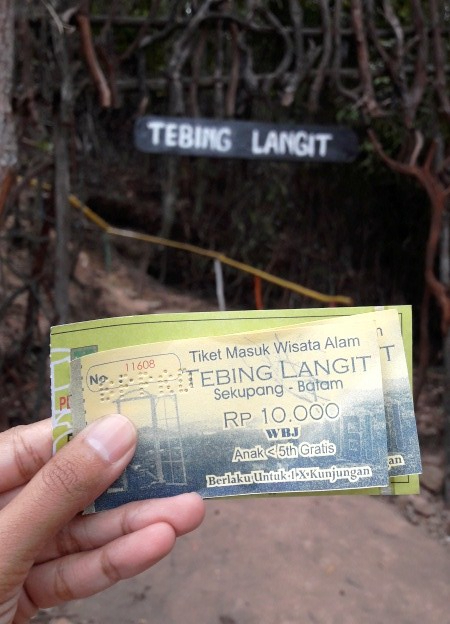 TEBING LANGIT
No. 11608
Tiket Masuk Wisata Alam
TEBING LANGIT
Sekupang - Batam
RP 10.000
WBJ
Anak < 5th Gratis
Berlaku Untuk 1 X Kunjungan